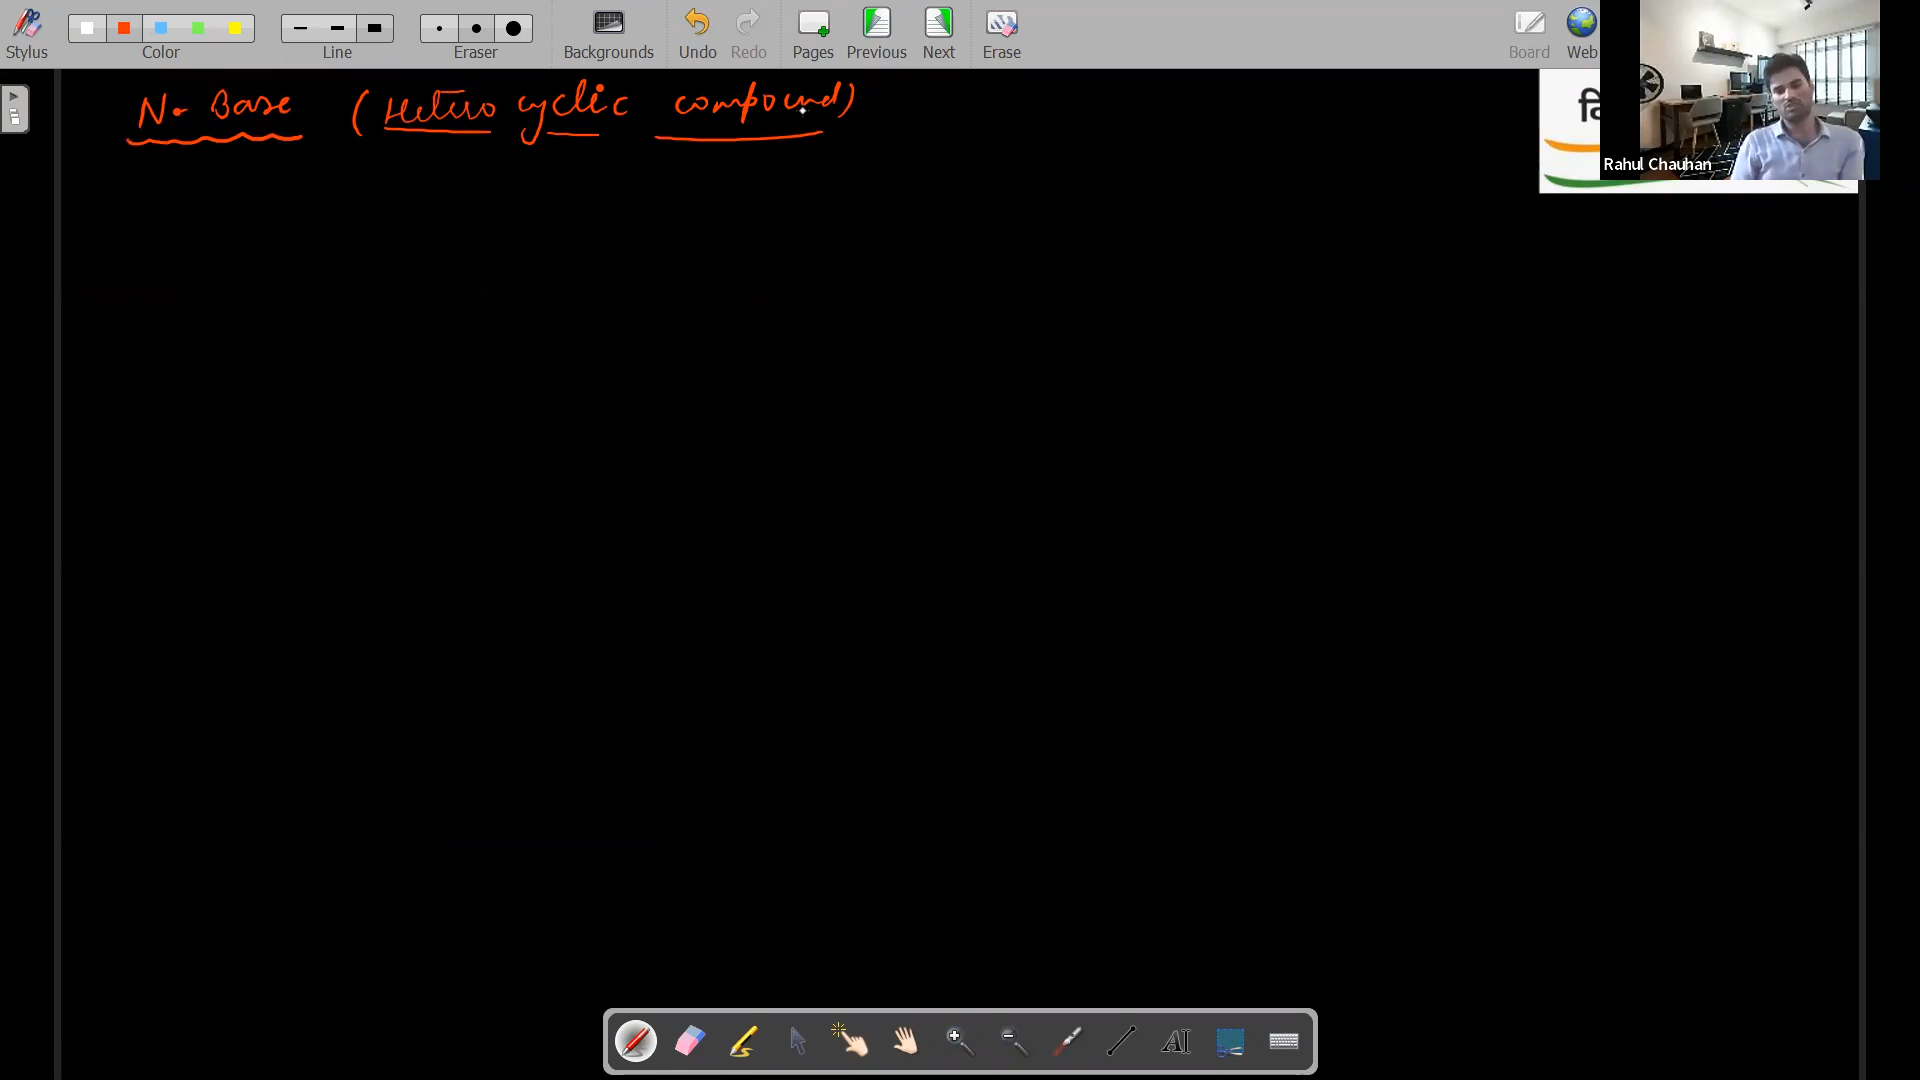 Stylus Color Line Eraser Backgrounds Undo Redo Pages Previous Next Erase Board Web
N. Base (Hetero cyclic compound)
Rahul Chauhan